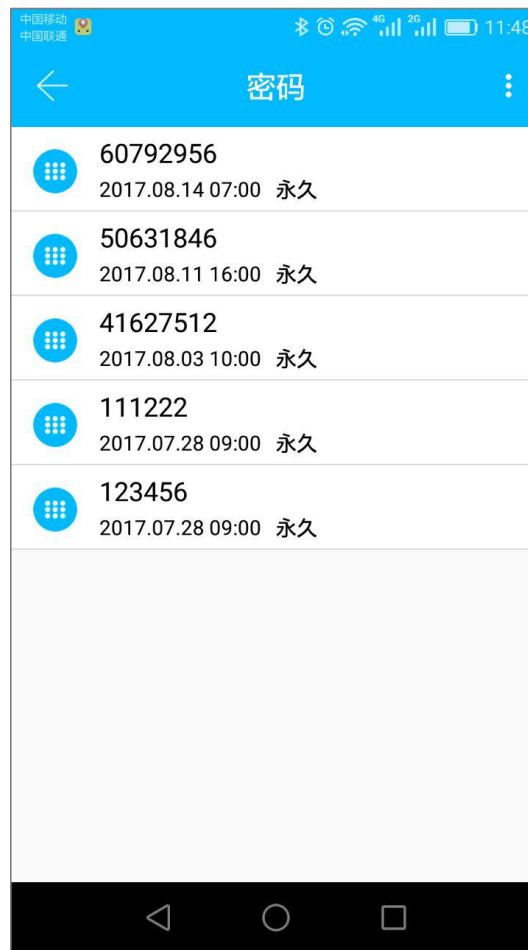 中国移动
中国联通
4G 2G 11:48
密码
60792956
2017.08.14 07:00 永久
50631846
2017.08.11 16:00 永久
41627512
2017.08.03 10:00 永久
111222
2017.07.28 09:00 永久
123456
2017.07.28 09:00 永久